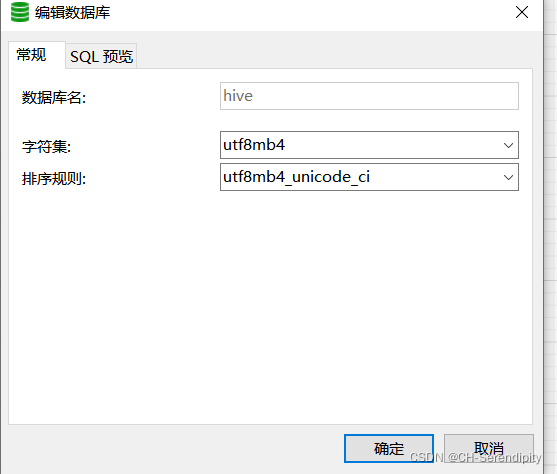 编辑数据库
常规 SQL 预览
数据库名: hive
字符集: utf8mb4
排序规则: utf8mb4_unicode_ci
确定 取消
CSDN @CH-Serendipity